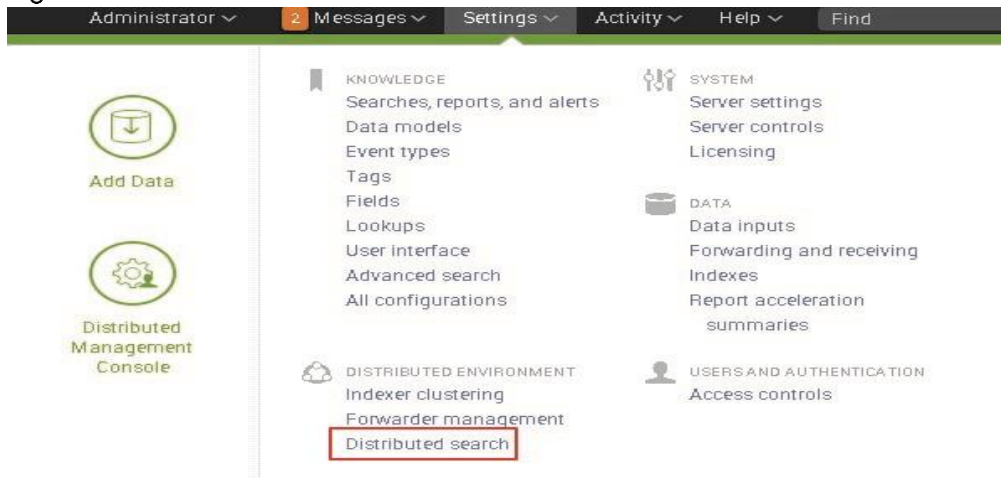 Administrator
2 Messages
Settings
Activity
Help
Find
Add Data
Distributed
Management
Console
KNOWLEDGE
Searches, reports, and alerts
Data models
Event types
Tags
Fields
Lookups
User interface
Advanced search
All configurations
SYSTEM
Server settings
Server controls
Licensing
DATA
Data inputs
Forwarding and receiving
Indexes
Report acceleration
summaries
DISTRIBUTED ENVIRONMENT
Indexer clustering
Forwarder management
Distributed search
USERS AND AUTHENTICATION
Access controls